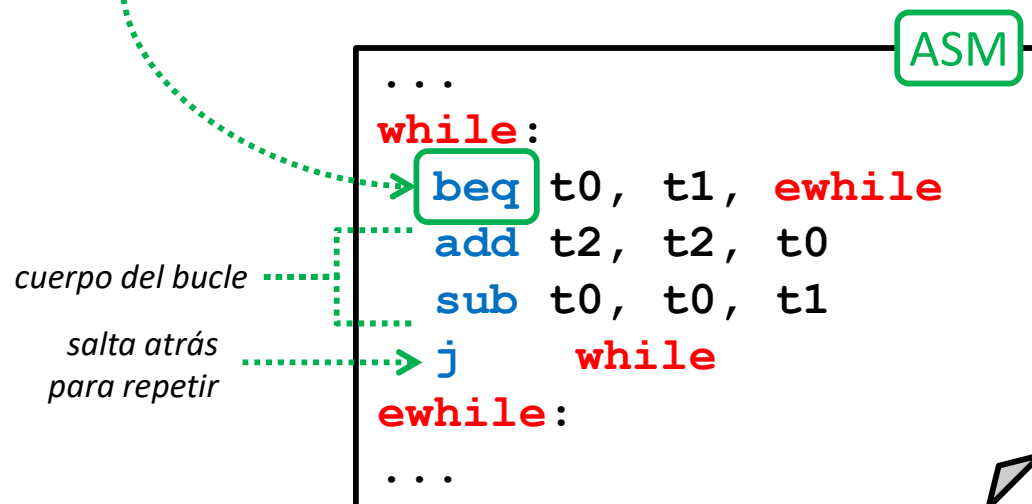 ASM
...
while:
beq t0, t1, ewhile
add t2, t2, t0
cuerpo del bucle
sub t0, t0, t1
salta atrás
para repetir
j while
ewhile:
...